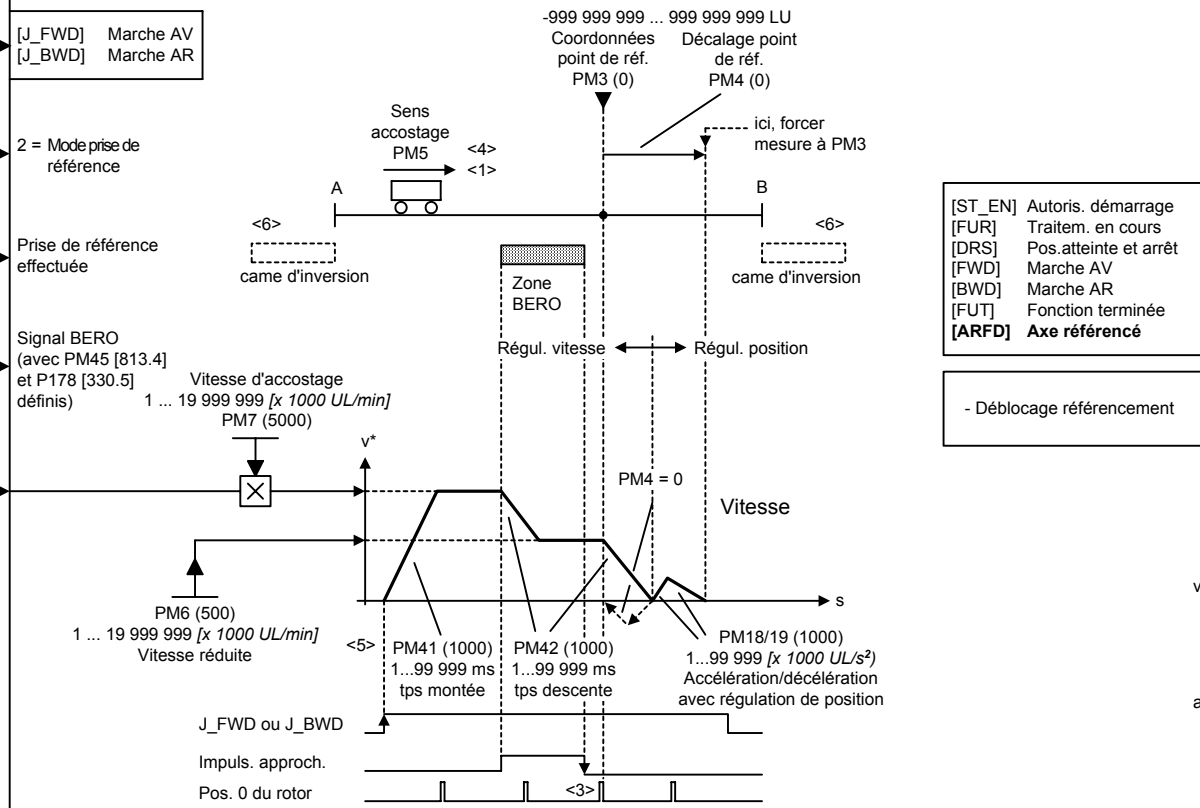 [J_FWD] Marche AV
[J_BWD] Marche AR
-999 999 999 ... 999 999 999 LU
Coordonnées
point de réf.
PM3 (0)
Décalage point
de réf.
PM4 (0)
2 = Mode prise de
référence
Sens
accostage
PM5
<4>
<1>
ici, forcer
mesure à PM3
A
B
<6>
<6>
Prise de référence
effectuée
came d'inversion
Zone
BERO
came d'inversion
[ST_EN] Autoris. démarrage
[FUR] Traitem. en cours
[DRS] Pos.atteinte et arrêt
[FWD] Marche AV
[BWD] Marche AR
[FUT] Fonction terminée
[ARFD] Axe référencé
Signal BERO
(avec PM45 [813.4]
et P178 [330.5]
définis)
Régul. vitesse
Régul. position
Vitesse d'accostage
1 ... 19 999 999 [x 1000 UL/min]
PM7 (5000)
- Déblocage référencement
v*
PM4 = 0
Vitesse
s
PM6 (500)
1 ... 19 999 999 [x 1000 UL/min]
Vitesse réduite
<5>
PM41 (1000)
1...99 999 ms
tps montée
PM42 (1000)
1...99 999 ms
tps descente
PM18/19 (1000)
1...99 999 [x 1000 UL/s²)
Accélération/décélération
avec régulation de position
v
a
J_FWD ou J_BWD
Impuls. approch.
Pos. 0 du rotor
<3>